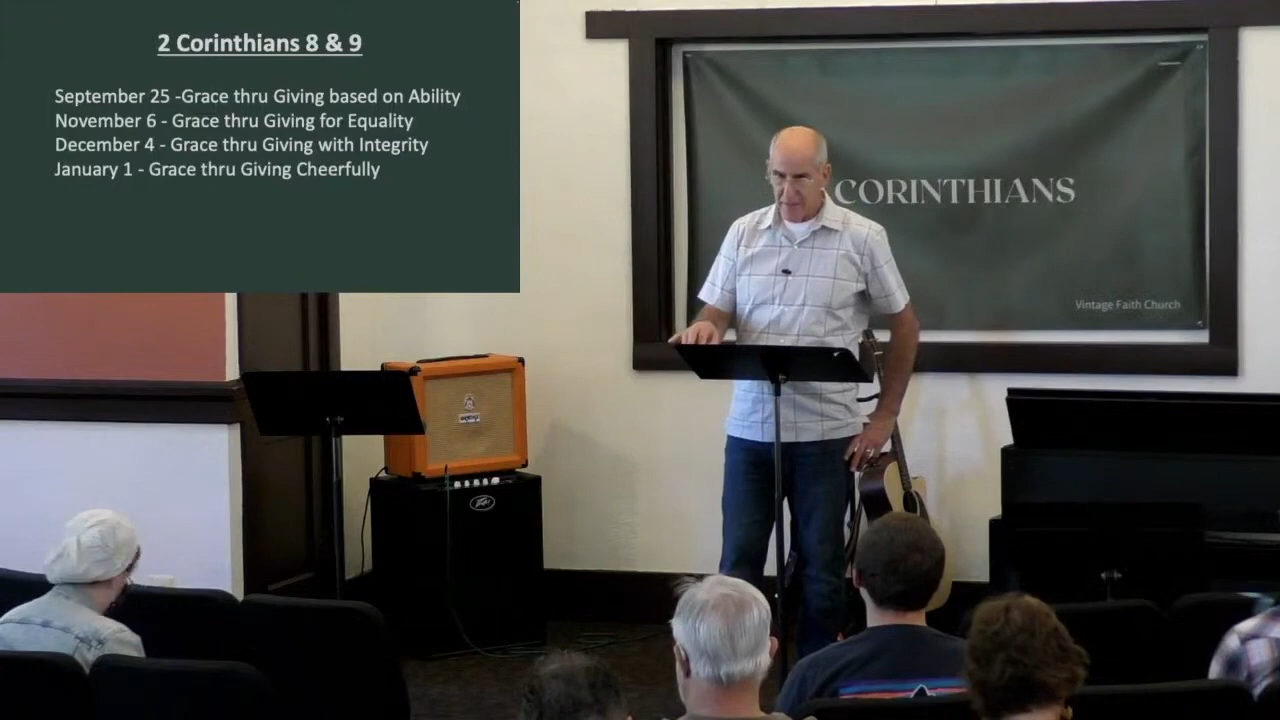 2 Corinthians 8 & 9
September 25 -Grace thru Giving based on Ability
November 6 - Grace thru Giving for Equality
December 4 - Grace thru Giving with Integrity
January 1 - Grace thru Giving Cheerfully
CORINTHIANS
Vintage Faith Church